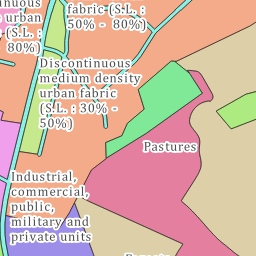 urban
(S.L. :
80%)
fabric (S.L. :
50% - 80%)
Discontinuous
medium density
urban fabric
(S.L. : 30% -
50%)
Pastures
Industrial,
commercial,
public,
military and
private units